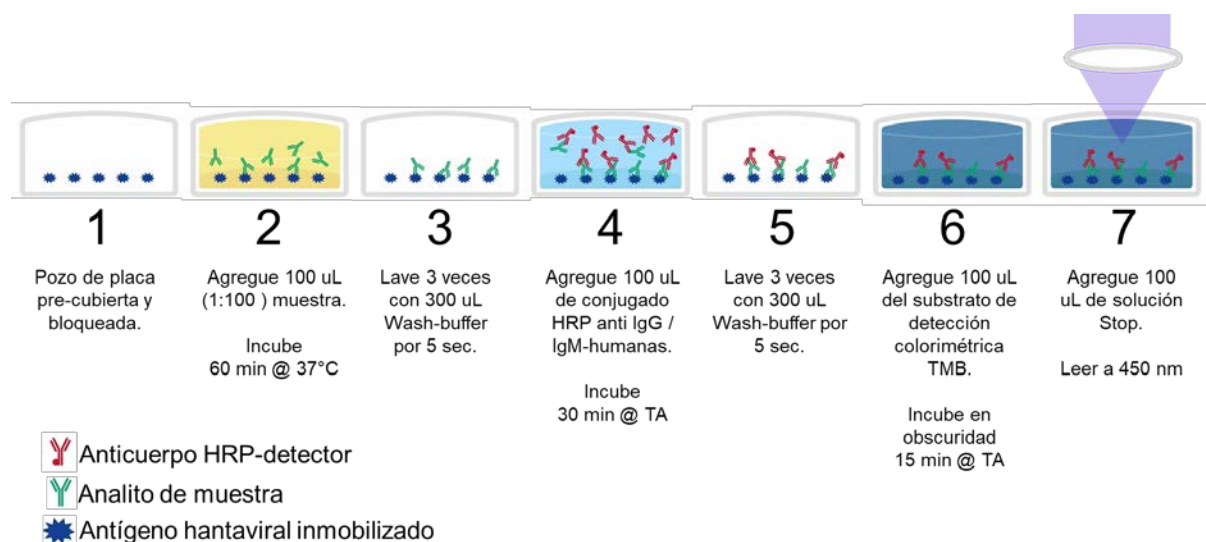 1
Pozo de placa
pre-cubierta y
bloqueada.
2
Agregue 100 uL
(1:100 ) muestra.
Incube
60 min @ 37°C
3
Lave 3 veces
con 300 uL
Wash-buffer
por 5 sec.
4
Agregue 100 uL
de conjugado
HRP anti IgG /
IgM-humanas.
Incube
30 min @ TA
5
Lave 3 veces
con 300 uL
Wash-buffer por
5 sec.
6
Agregue 100 uL
del substrato de
detección
colorimétrica
TMB.
Incube en
obscuridad
15 min @ TA
7
Agregue 100
uL de solución
Stop.
Leer a 450 nm
Anticuerpo HRP-detector
Analito de muestra
Antígeno hantaviral inmobilizado